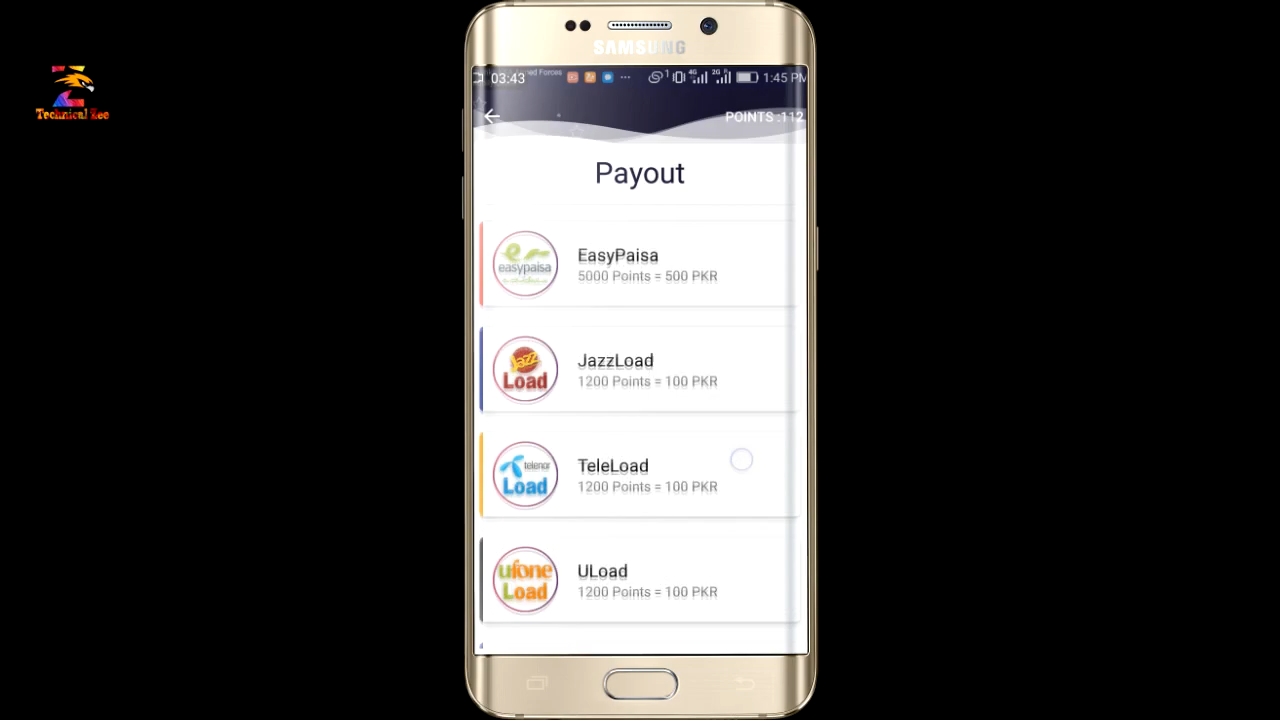 SAMSUNG
03:43
1:45 PM
POINTS :112
Payout
easypaisa
EasyPaisa
5000 Points = 500 PKR
Jazz
Load
JazzLoad
1200 Points = 100 PKR
telenor
Load
TeleLoad
1200 Points = 100 PKR
ufone
Load
ULoad
1200 Points = 100 PKR
Technical Zee